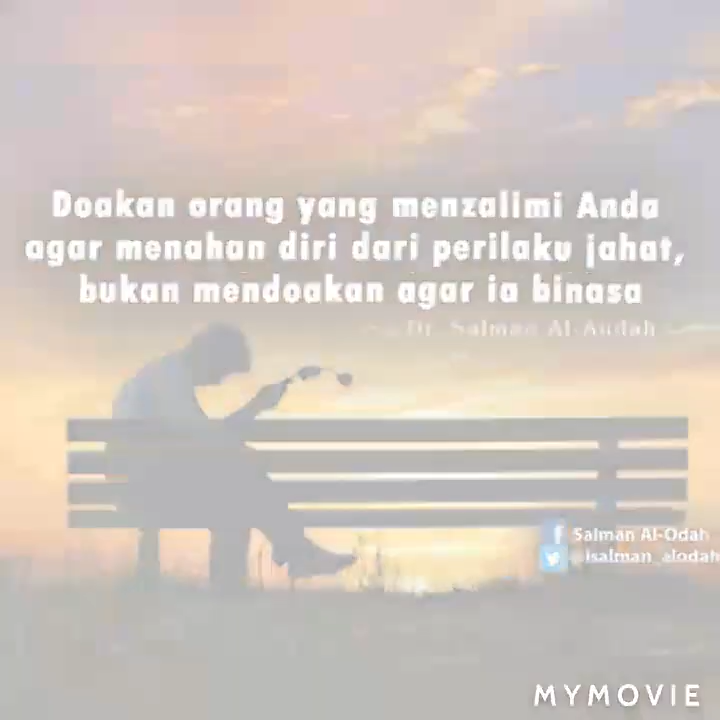 Doakan orang yang menzalimi Anda
agar menahan diri dari perilaku jahat,
bukan mendoakan agar ia binasa
Dr. Salman Al-Audah
Salman Al-Odah
@isalman_alodah
MYMOVIE